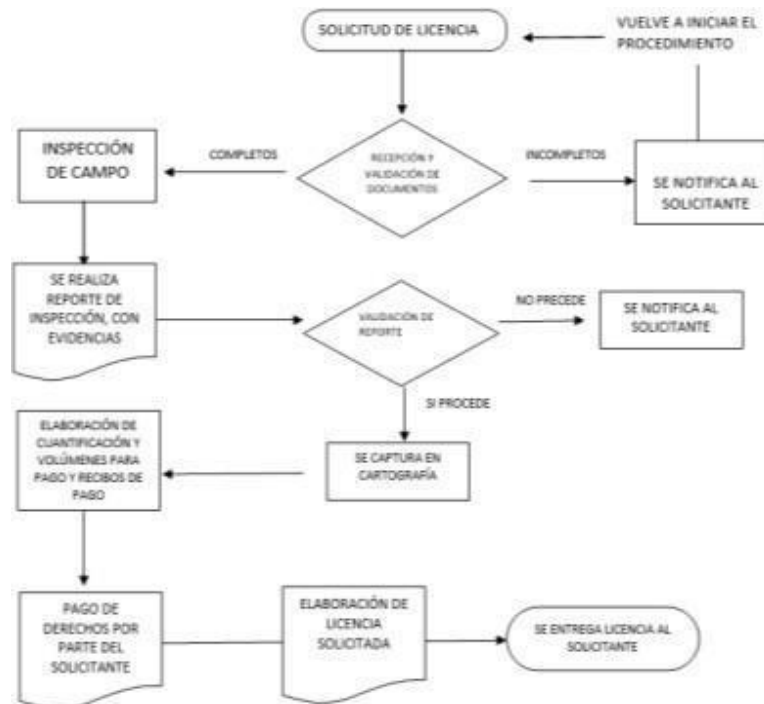 SOLICITUD DE LICENCIA
VUELVE A INICIAR EL
PROCEDIMIENTO
INSPECCIÓN
DE CAMPO
COMPLETOS
RECEPCIÓN Y
VALIDACIÓN DE
DOCUMENTOS
INCOMPLETOS
SE NOTIFICA AL
SOLICITANTE
SE REALIZA
REPORTE DE
INSPECCIÓN, CON
EVIDENCIAS
VALIDACIÓN DE
REPORTE
NO PRECEDE
SE NOTIFICA AL
SOLICITANTE
SI PROCEDE
ELABORACIÓN DE
CUANTIFICACIÓN Y
VOLÚMENES PARA
PAGO Y RECIBOS DE
PAGO
SE CAPTURA EN
CARTOGRAFÍA
PAGO DE
DERECHOS POR
PARTE DEL
SOLICITANTE
ELABORACIÓN DE
LICENCIA
SOLICITADA
SE ENTREGA LICENCIA AL
SOLICITANTE